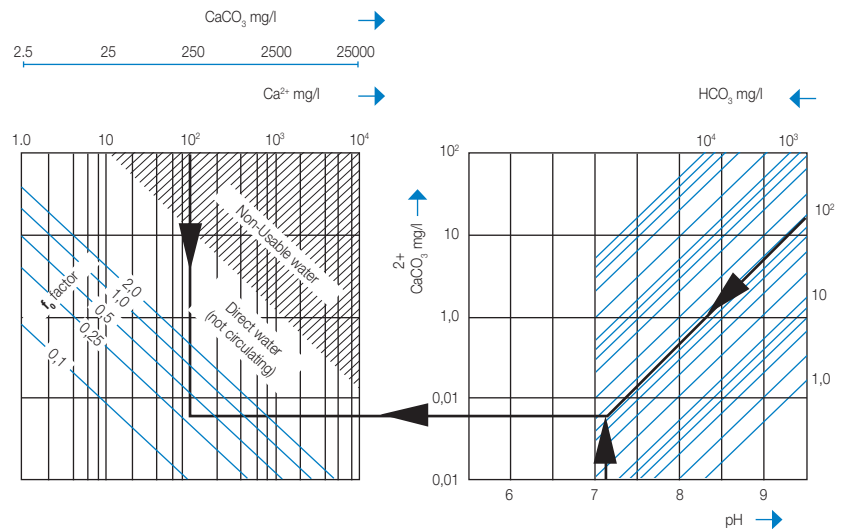 CaCO₃ mg/l
2.5 25 250 2500 25000
Ca²⁺ mg/l
HCO₃ mg/l
1.0 10 10² 10³ 10⁴
10⁴ 10³
10²
10
1,0
0,01
0,01
2+
CaCO₃ mg/l
10²
10
1,0
Non-Usable water
Direct water
(not circulating)
f₀ factor
2.0
1,0
0,5
0,25
0,1
6 7 8 9
pH